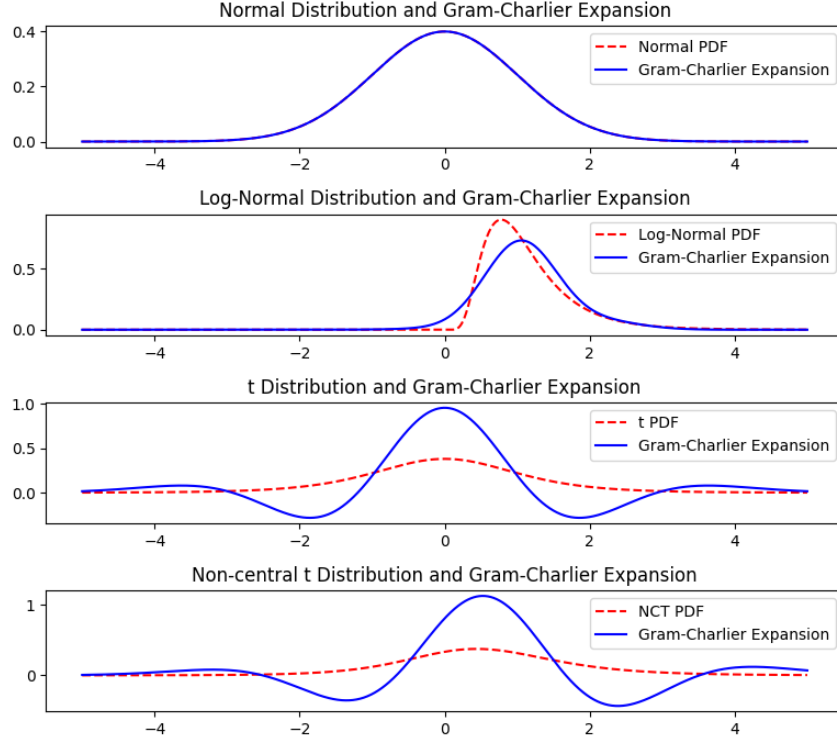 Normal Distribution and Gram-Charlier Expansion
0.4
0.2
0.0
Normal PDF
Gram-Charlier Expansion
−4 −2 0 2 4
Log-Normal Distribution and Gram-Charlier Expansion
0.5
0.0
Log-Normal PDF
Gram-Charlier Expansion
−4 −2 0 2 4
t Distribution and Gram-Charlier Expansion
1.0
0.5
0.0
t PDF
Gram-Charlier Expansion
−4 −2 0 2 4
Non-central t Distribution and Gram-Charlier Expansion
1
0
NCT PDF
Gram-Charlier Expansion
−4 −2 0 2 4